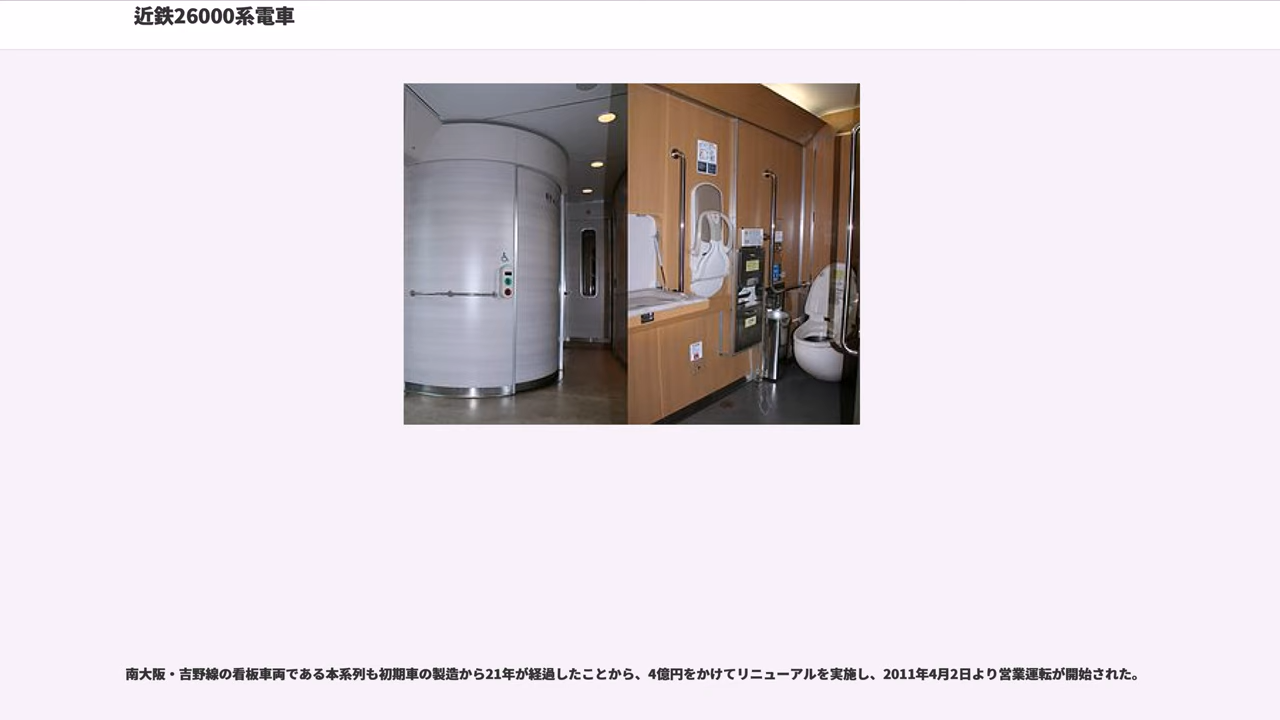 近鉄26000系電車
南大阪・吉野線の看板車両である本系列も初期車の製造から21年が経過したことから、4億円をかけてリニューアルを実施し、2011年4月2日より営業運転が開始された。